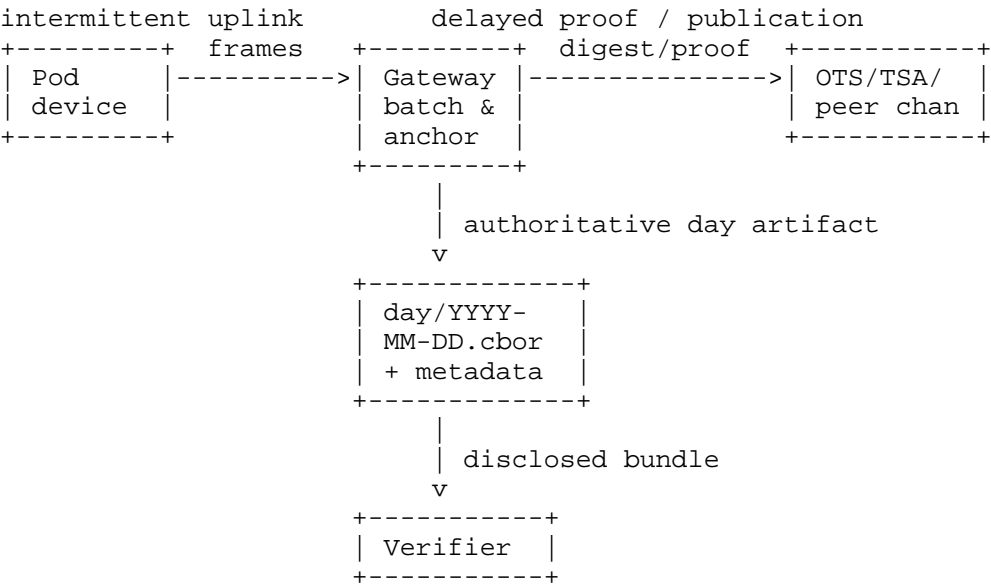 intermittent uplink delayed proof / publication
frames digest/proof
Pod Gateway OTS/TSA/
device batch & peer chan
anchor
authoritative day artifact
day/YYYY-
MM-DD.cbor
+ metadata
disclosed bundle
Verifier